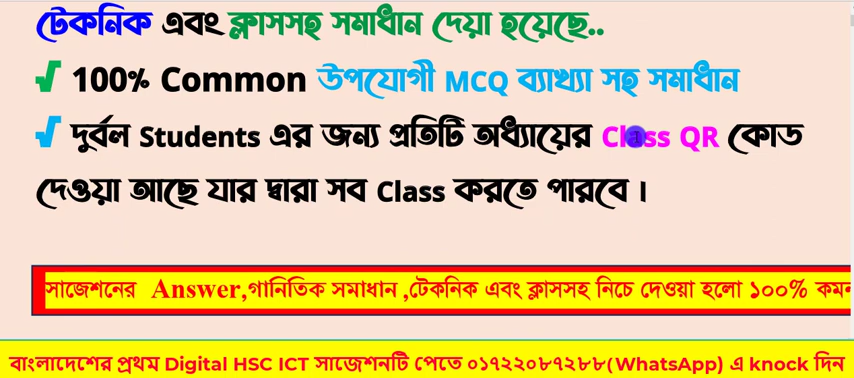 টেকনিক এবং ক্লাসসহ সমাধান দেয়া হয়েছে..
√ 100% Common উপযোগী MCQ ব্যাখ্যা সহ সমাধান
√ দুর্বল Students এর জন্য প্রতিটি অধ্যায়ের Class QR কোড
দেওয়া আছে যার দ্বারা সব Class করতে পারবে ।
সাজেশনের Answer,গানিতিক সমাধান ,টেকনিক এবং ক্লাসসহ নিচে দেওয়া হলো ১০০% কমন
বাংলাদেশের প্রথম Digital HSC ICT সাজেশনটি পেতে ০১৭২২০৮৭২৮৮(WhatsApp) এ knock দিন